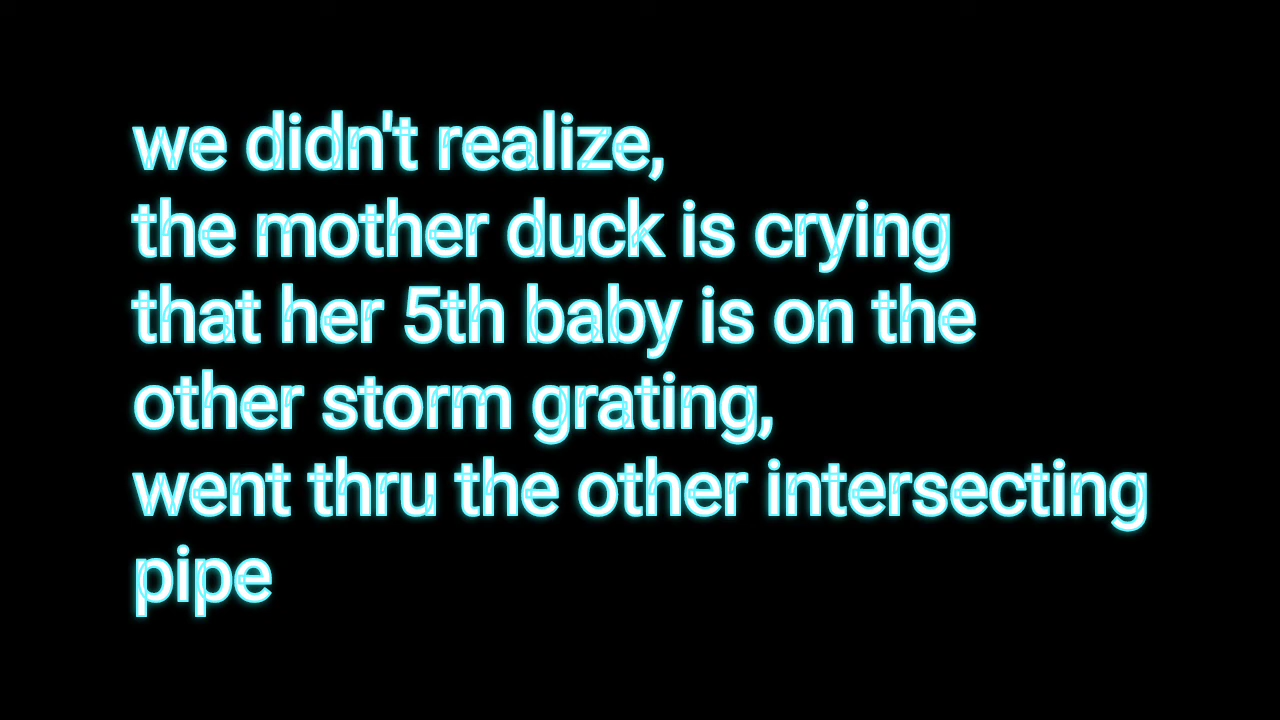 we didn't realize,
the mother duck is crying
that her 5th baby is on the
other storm grating,
went thru the other intersecting
pipe